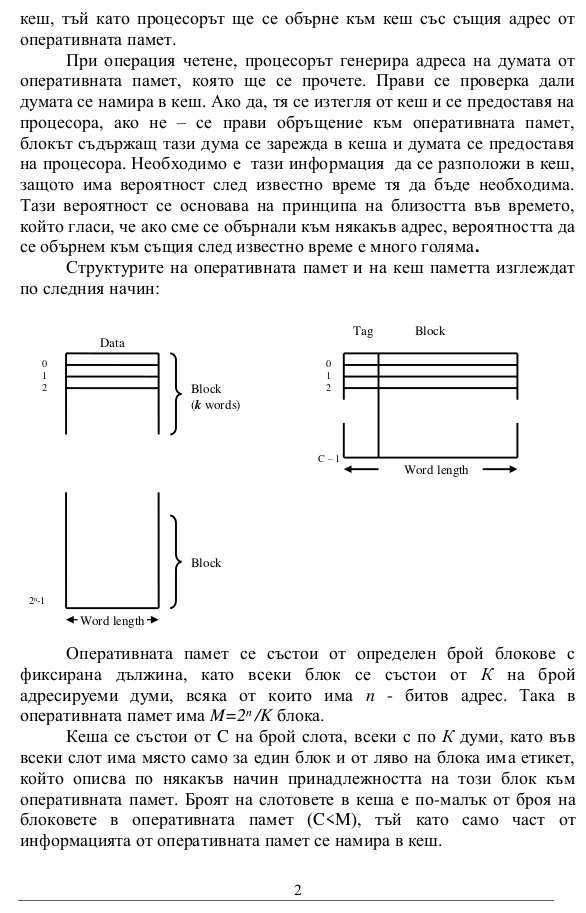 кеш, тъй като процесорът ще се обърне към кеш със същия адрес от
оперативната памет.
При операция четене, процесорът генерира адреса на думата от
оперативната памет, която ще се прочете. Прави се проверка дали
думата се намира в кеш. Ако да, тя се изтегля от кеш и се предоставя на
процесора, ако не – се прави обръщение към оперативната памет,
блокът съдържащ тази дума се зарежда в кеша и думата се предоставя
на процесора. Необходимо е тази информация да се разположи в кеш,
защото има вероятност след известно време тя да бъде необходима.
Тази вероятност се основава на принципа на близостта във времето,
който гласи, че ако сме се обърнали към някакъв адрес, вероятността да
се обърнем към същия след известно време е много голяма.
Структурите на оперативната памет и на кеш паметта изглеждат
по следния начин:
Data
0
1
2
Block
(k words)
Block
2ⁿ-1
Word length
Tag Block
0
1
2
C – 1
Word length
Оперативната памет се състои от определен брой блокове с
фиксирана дължина, като всеки блок се състои от К на брой
адресируеми думи, всяка от които има n - битов адрес. Така в
оперативната памет има M=2ⁿ/K блока.
Кеша се състои от C на брой слота, всеки с по К думи, като във
всеки слот има място само за един блок и от ляво на блока има етикет,
който описва по някакъв начин принадлежността на този блок към
оперативната памет. Броят на слотовете в кеша е по-малък от броя на
блоковете в оперативната памет (C<M), тъй като само част от
информацията от оперативната памет се намира в кеш.
2